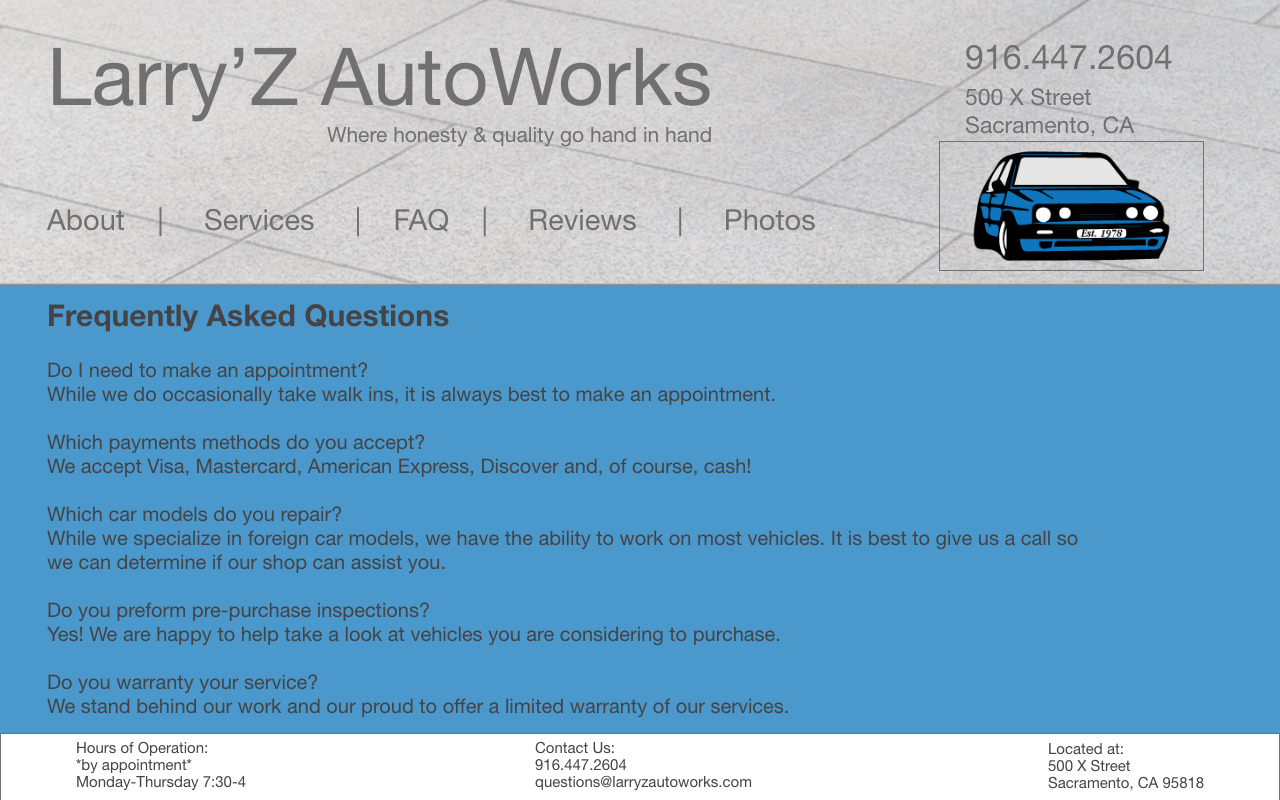 Larry’Z AutoWorks
Where honesty & quality go hand in hand
916.447.2604
500 X Street
Sacramento, CA
Est. 1978
About | Services | FAQ | Reviews | Photos
Frequently Asked Questions
Do I need to make an appointment?
While we do occasionally take walk ins, it is always best to make an appointment.
Which payments methods do you accept?
We accept Visa, Mastercard, American Express, Discover and, of course, cash!
Which car models do you repair?
While we specialize in foreign car models, we have the ability to work on most vehicles. It is best to give us a call so
we can determine if our shop can assist you.
Do you preform pre-purchase inspections?
Yes! We are happy to help take a look at vehicles you are considering to purchase.
Do you warranty your service?
We stand behind our work and our proud to offer a limited warranty of our services.
Hours of Operation:
*by appointment*
Monday-Thursday 7:30-4
Contact Us:
916.447.2604
questions@larryzautoworks.com
Located at:
500 X Street
Sacramento, CA 95818